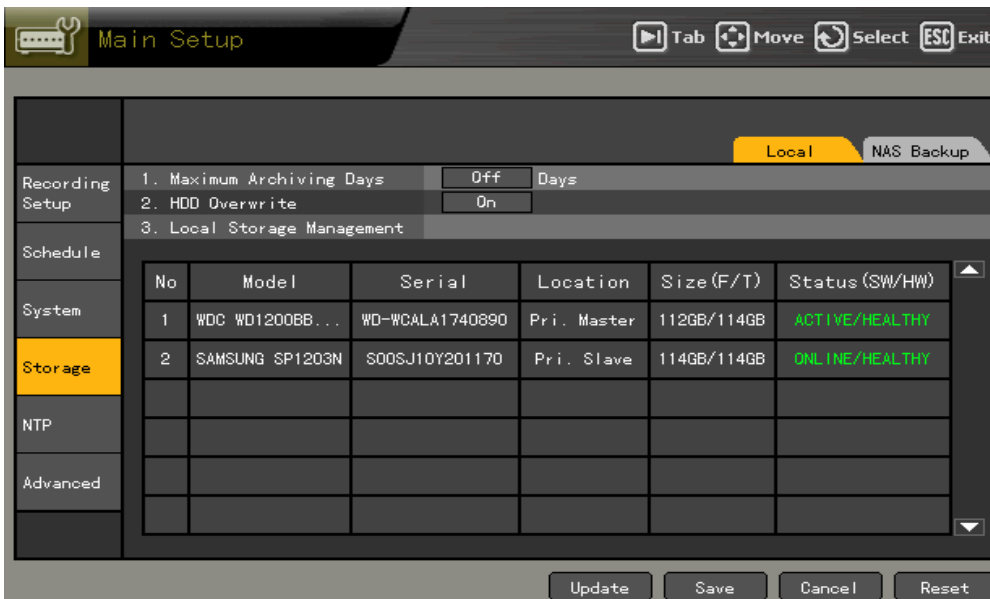 Main Setup
Tab Move Select ESC Exit
Local NAS Backup
Recording Setup
Schedule
System
Storage
NTP
Advanced
1. Maximum Archiving Days Off Days
2. HDD Overwrite On
3. Local Storage Management
No Model Serial Location Size(F/T) Status(SW/HW)
1 WDC WD1200BB... WD-WCALA1740890 Pri. Master 112GB/114GB ACTIVE/HEALTHY
2 SAMSUNG SP1203N S00SJ10Y201170 Pri. Slave 114GB/114GB ONLINE/HEALTHY
Update Save Cancel Reset